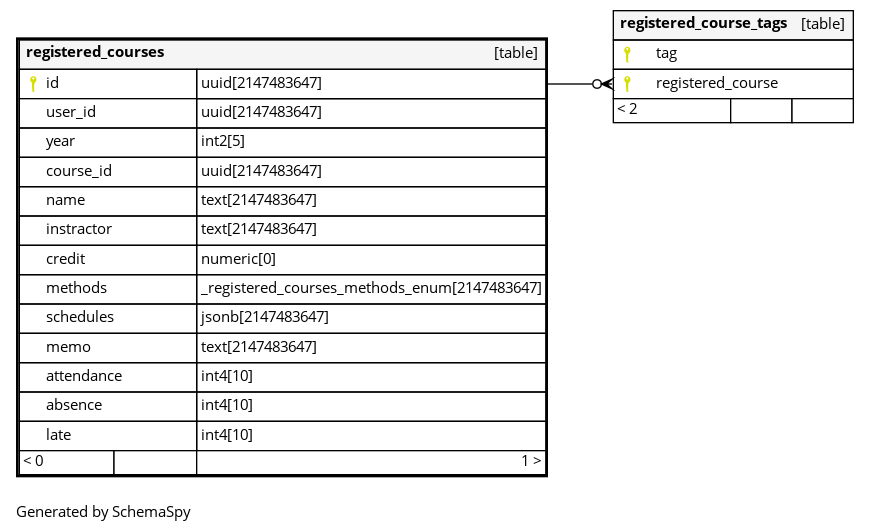 registered_courses [table]
id uuid[2147483647]
user_id uuid[2147483647]
year int2[5]
course_id uuid[2147483647]
name text[2147483647]
instractor text[2147483647]
credit numeric[0]
methods _registered_courses_methods_enum[2147483647]
schedules jsonb[2147483647]
memo text[2147483647]
attendance int4[10]
absence int4[10]
late int4[10]
< 0 1 >
registered_course_tags [table]
tag
registered_course
< 2
Generated by SchemaSpy